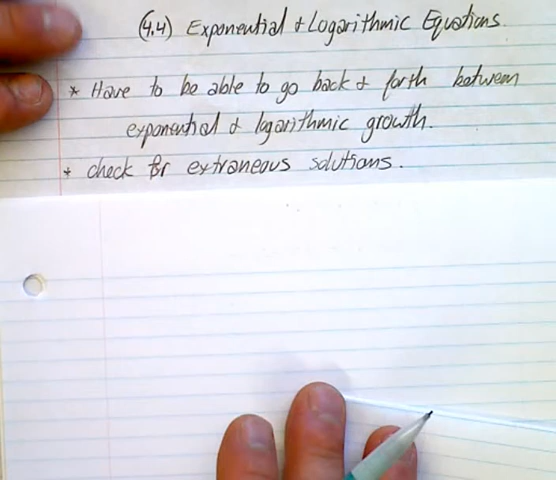 (4.4) Exponential & Logarithmic Equations.
* Have to be able to go back & forth between
exponential & logarithmic growth.
* check for extraneous solutions.